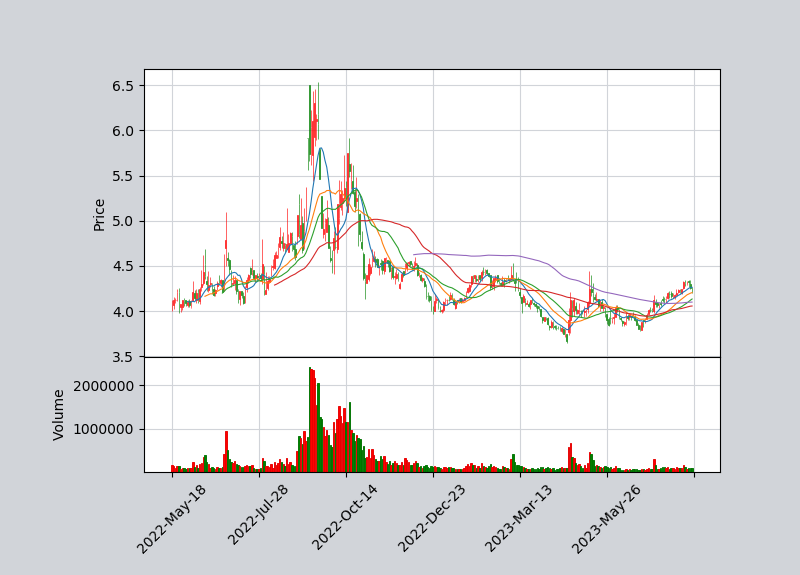 6.5
6.0
5.5
5.0
4.5
4.0
3.5
Price
2000000
1000000
Volume
2022-May-18
2022-Jul-28
2022-Oct-14
2022-Dec-23
2023-Mar-13
2023-May-26